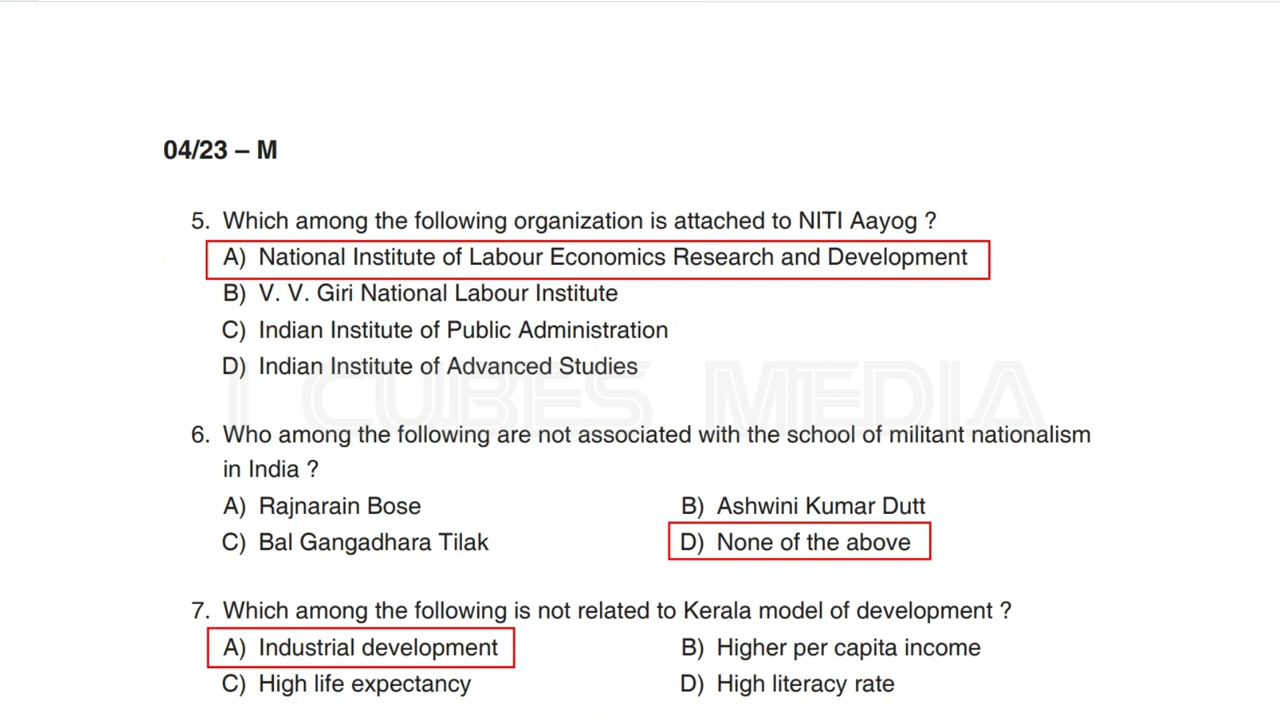 04/23 – M
5. Which among the following organization is attached to NITI Aayog ?
A) National Institute of Labour Economics Research and Development
B) V. V. Giri National Labour Institute
C) Indian Institute of Public Administration
D) Indian Institute of Advanced Studies
I CUBES MEDIA
6. Who among the following are not associated with the school of militant nationalism
in India ?
A) Rajnarain Bose B) Ashwini Kumar Dutt
C) Bal Gangadhara Tilak D) None of the above
7. Which among the following is not related to Kerala model of development ?
A) Industrial development B) Higher per capita income
C) High life expectancy D) High literacy rate